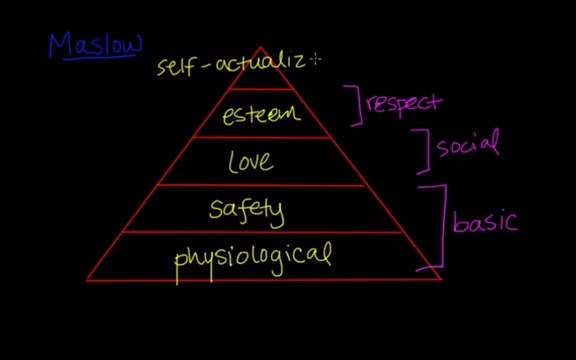 Maslow
self-actualiz
esteem
respect
love
social
safety
basic
physiological